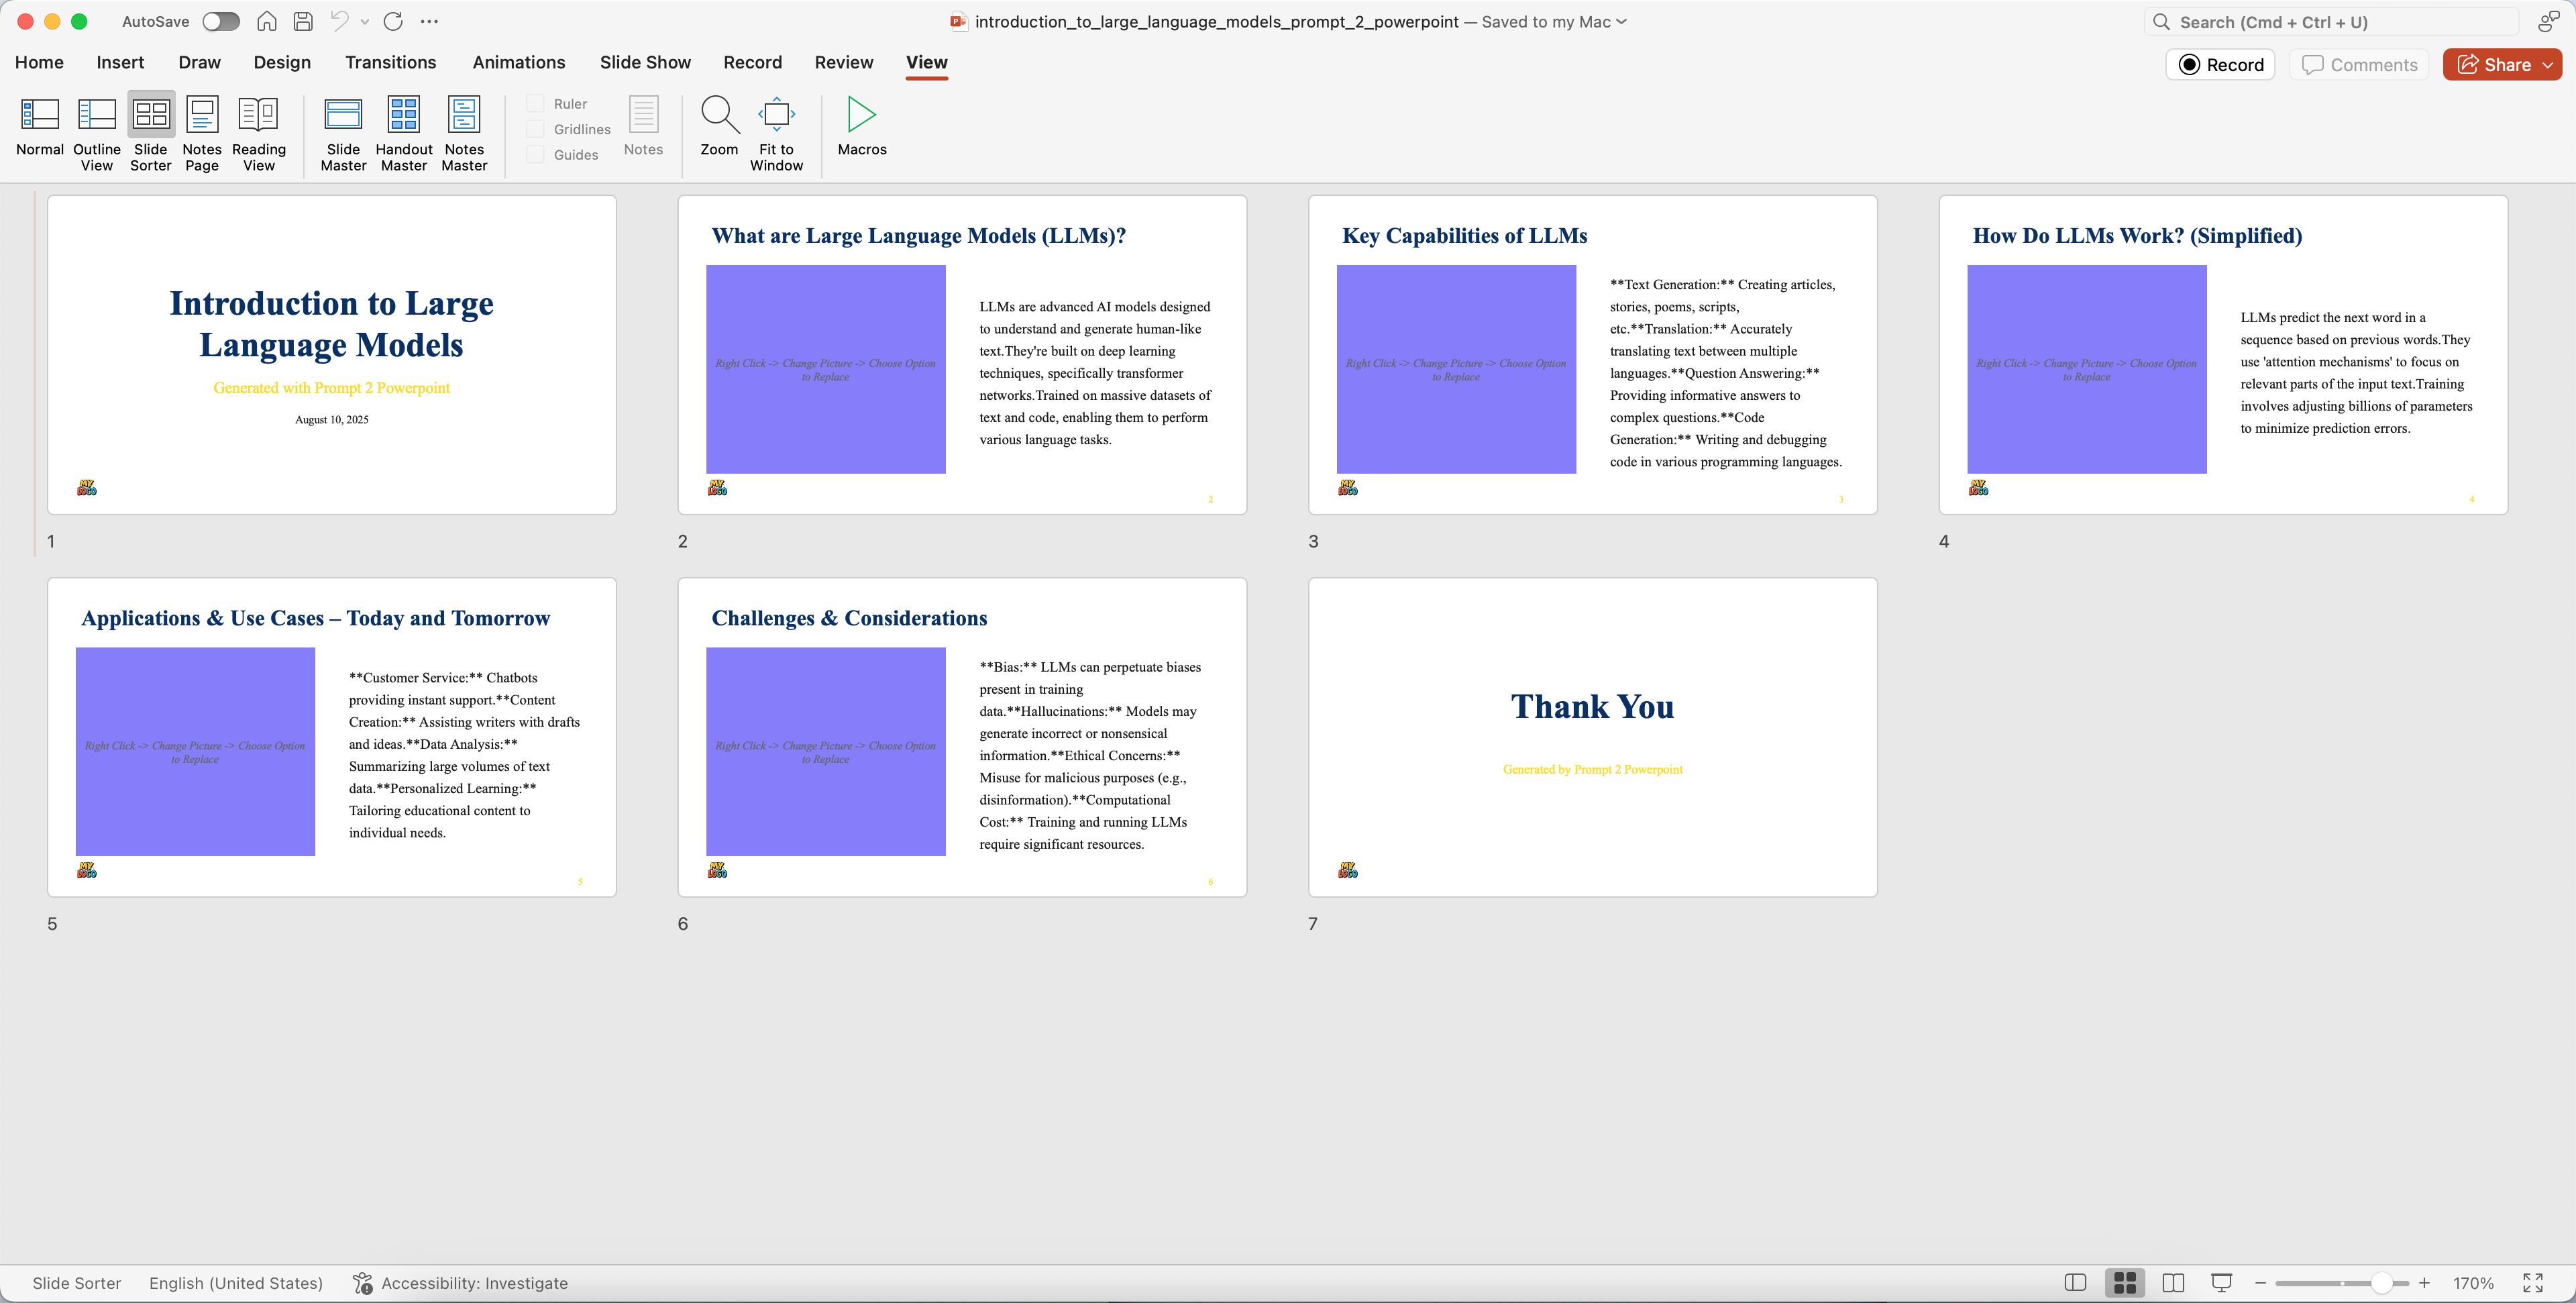 AutoSave
introduction_to_large_language_models_prompt_2_powerpoint — Saved to my Mac
Search (Cmd + Ctrl + U)
Home Insert Draw Design Transitions Animations Slide Show Record Review View
Record Comments Share
Normal
Outline View
Slide Sorter
Notes Page
Reading View
Slide Master
Handout Master
Notes Master
Ruler
Gridlines
Guides
Notes
Zoom
Fit to Window
Macros
Introduction to Large
Language Models
Generated with Prompt 2 Powerpoint
August 10, 2025
MY
LOGO
1
What are Large Language Models (LLMs)?
Right Click -> Change Picture -> Choose Option
to Replace
LLMs are advanced AI models designed
to understand and generate human-like
text.They're built on deep learning
techniques, specifically transformer
networks.Trained on massive datasets of
text and code, enabling them to perform
various language tasks.
MY
LOGO
2
2
Key Capabilities of LLMs
Right Click -> Change Picture -> Choose Option
to Replace
**Text Generation:** Creating articles,
stories, poems, scripts,
etc.**Translation:** Accurately
translating text between multiple
languages.**Question Answering:**
Providing informative answers to
complex questions.**Code
Generation:** Writing and debugging
code in various programming languages.
MY
LOGO
3
3
How Do LLMs Work? (Simplified)
Right Click -> Change Picture -> Choose Option
to Replace
LLMs predict the next word in a
sequence based on previous words.They
use 'attention mechanisms' to focus on
relevant parts of the input text.Training
involves adjusting billions of parameters
to minimize prediction errors.
MY
LOGO
4
4
Applications & Use Cases – Today and Tomorrow
Right Click -> Change Picture -> Choose Option
to Replace
**Customer Service:** Chatbots
providing instant support.**Content
Creation:** Assisting writers with drafts
and ideas.**Data Analysis:**
Summarizing large volumes of text
data.**Personalized Learning:**
Tailoring educational content to
individual needs.
MY
LOGO
5
5
Challenges & Considerations
Right Click -> Change Picture -> Choose Option
to Replace
**Bias:** LLMs can perpetuate biases
present in training
data.**Hallucinations:** Models may
generate incorrect or nonsensical
information.**Ethical Concerns:**
Misuse for malicious purposes (e.g.,
disinformation).**Computational
Cost:** Training and running LLMs
require significant resources.
MY
LOGO
6
6
Thank You
Generated by Prompt 2 Powerpoint
MY
LOGO
7
Slide Sorter English (United States) Accessibility: Investigate
170%